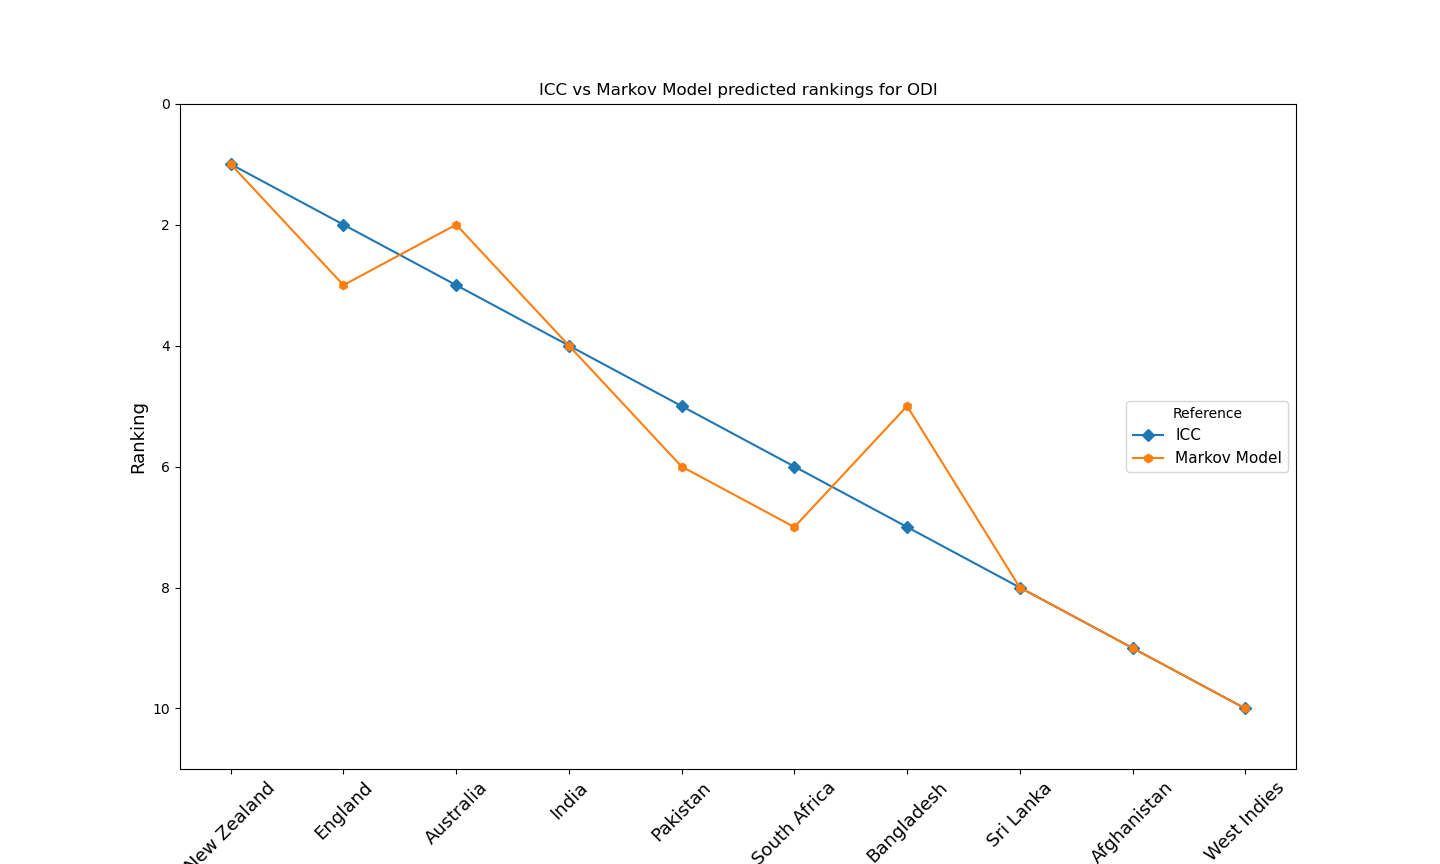 ICC vs Markov Model predicted rankings for ODI
0
2
4
6
8
10
Ranking
Reference
ICC
Markov Model
New Zealand
England
Australia
India
Pakistan
South Africa
Bangladesh
Sri Lanka
Afghanistan
West Indies